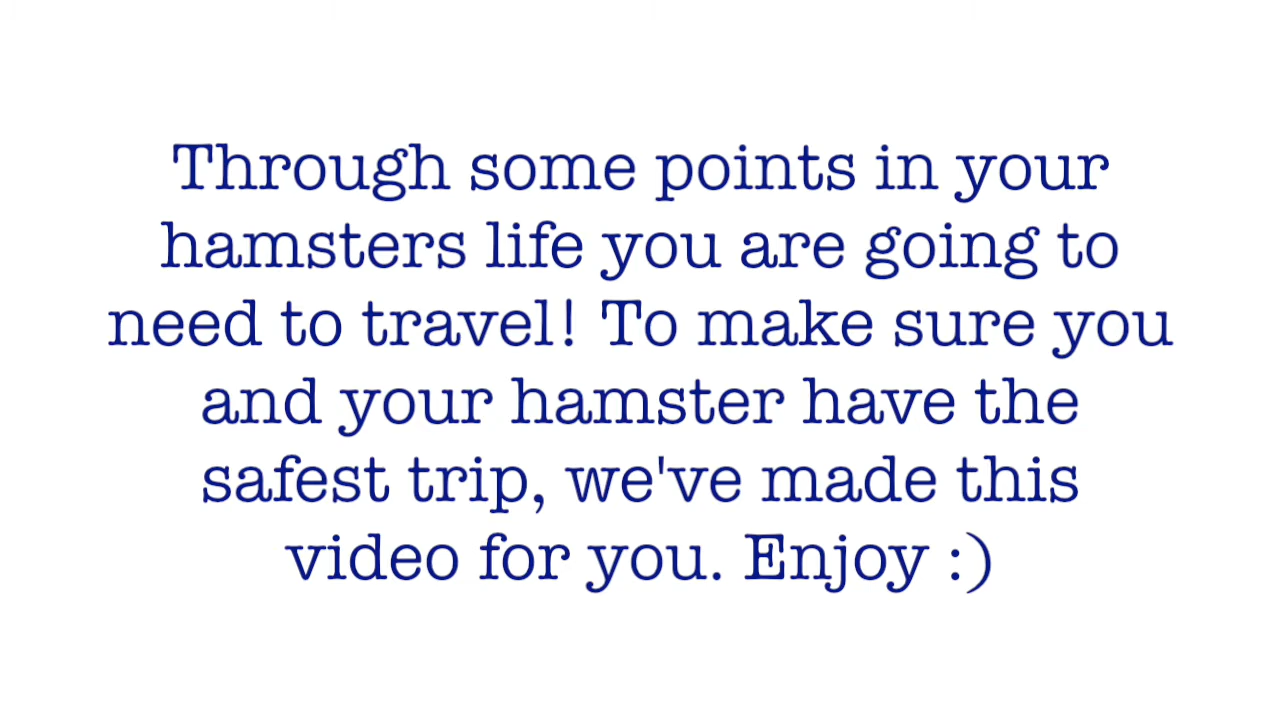 Through some points in your
hamsters life you are going to
need to travel! To make sure you
and your hamster have the
safest trip, we've made this
video for you. Enjoy :)